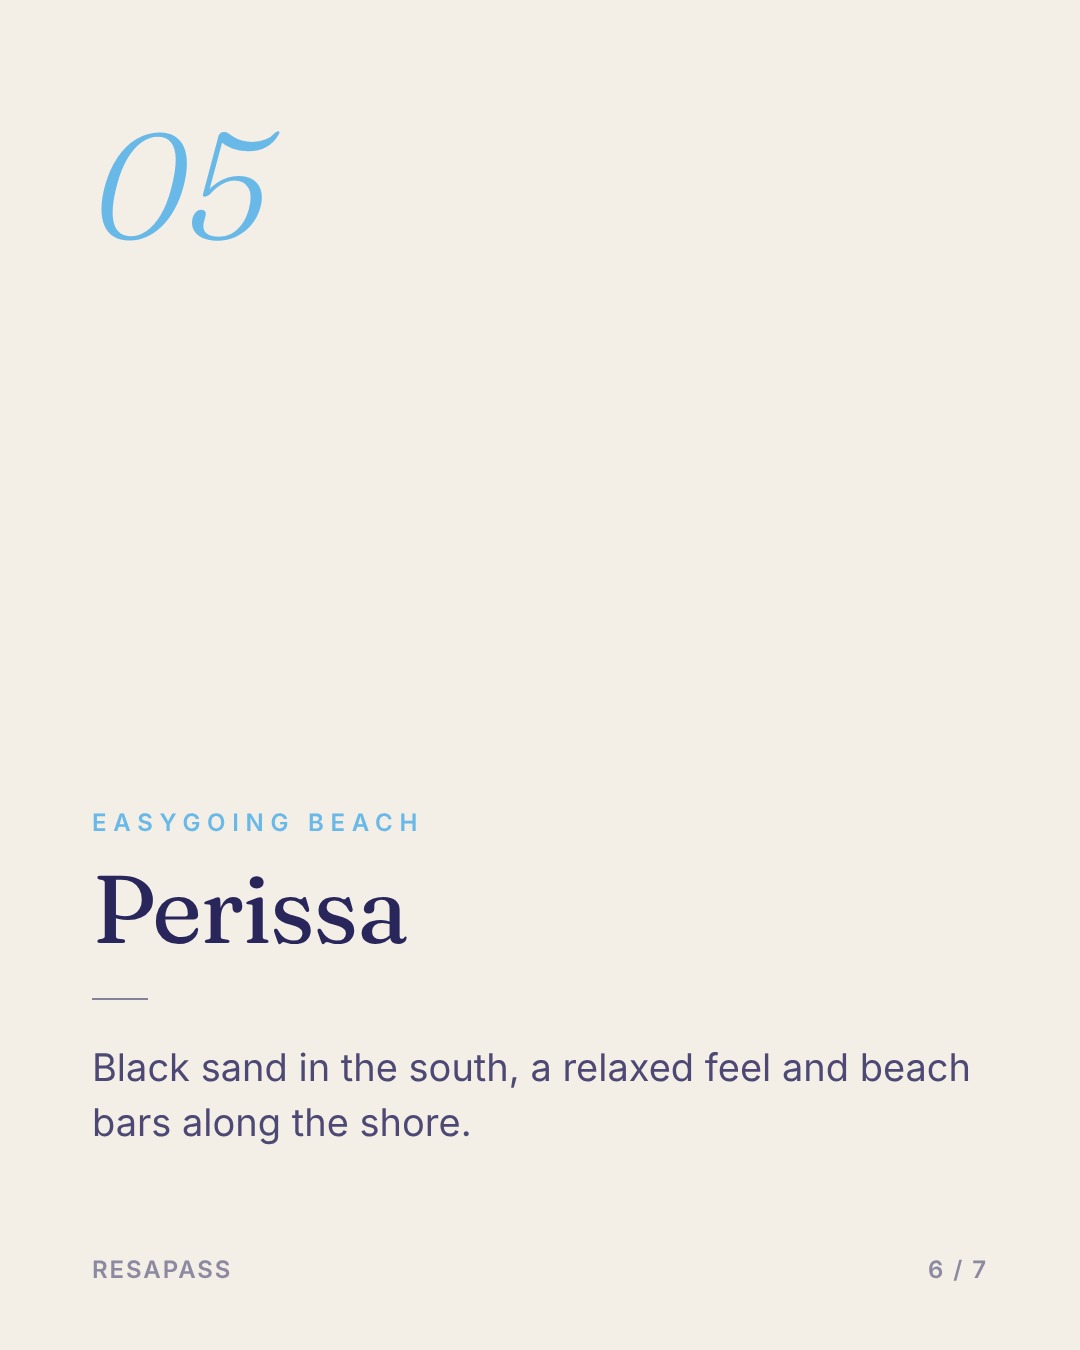 05
EASYGOING BEACH
Perissa
Black sand in the south, a relaxed feel and beach
bars along the shore.
RESAPASS
6 / 7